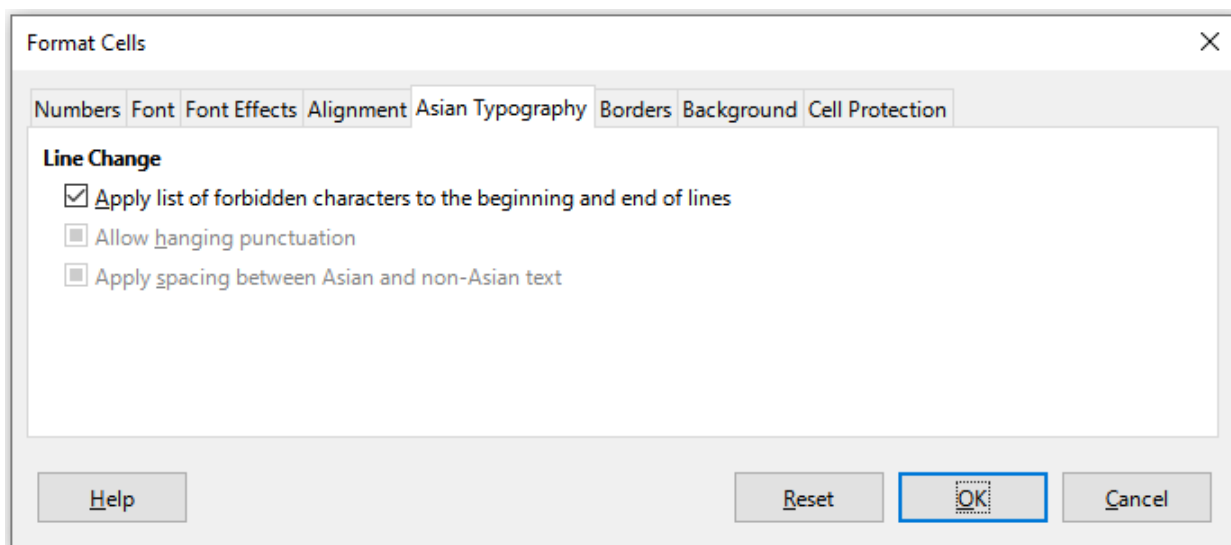 Format Cells
Numbers Font Font Effects Alignment Asian Typography Borders Background Cell Protection
Line Change
Apply list of forbidden characters to the beginning and end of lines
Allow hanging punctuation
Apply spacing between Asian and non-Asian text
Help Reset OK Cancel